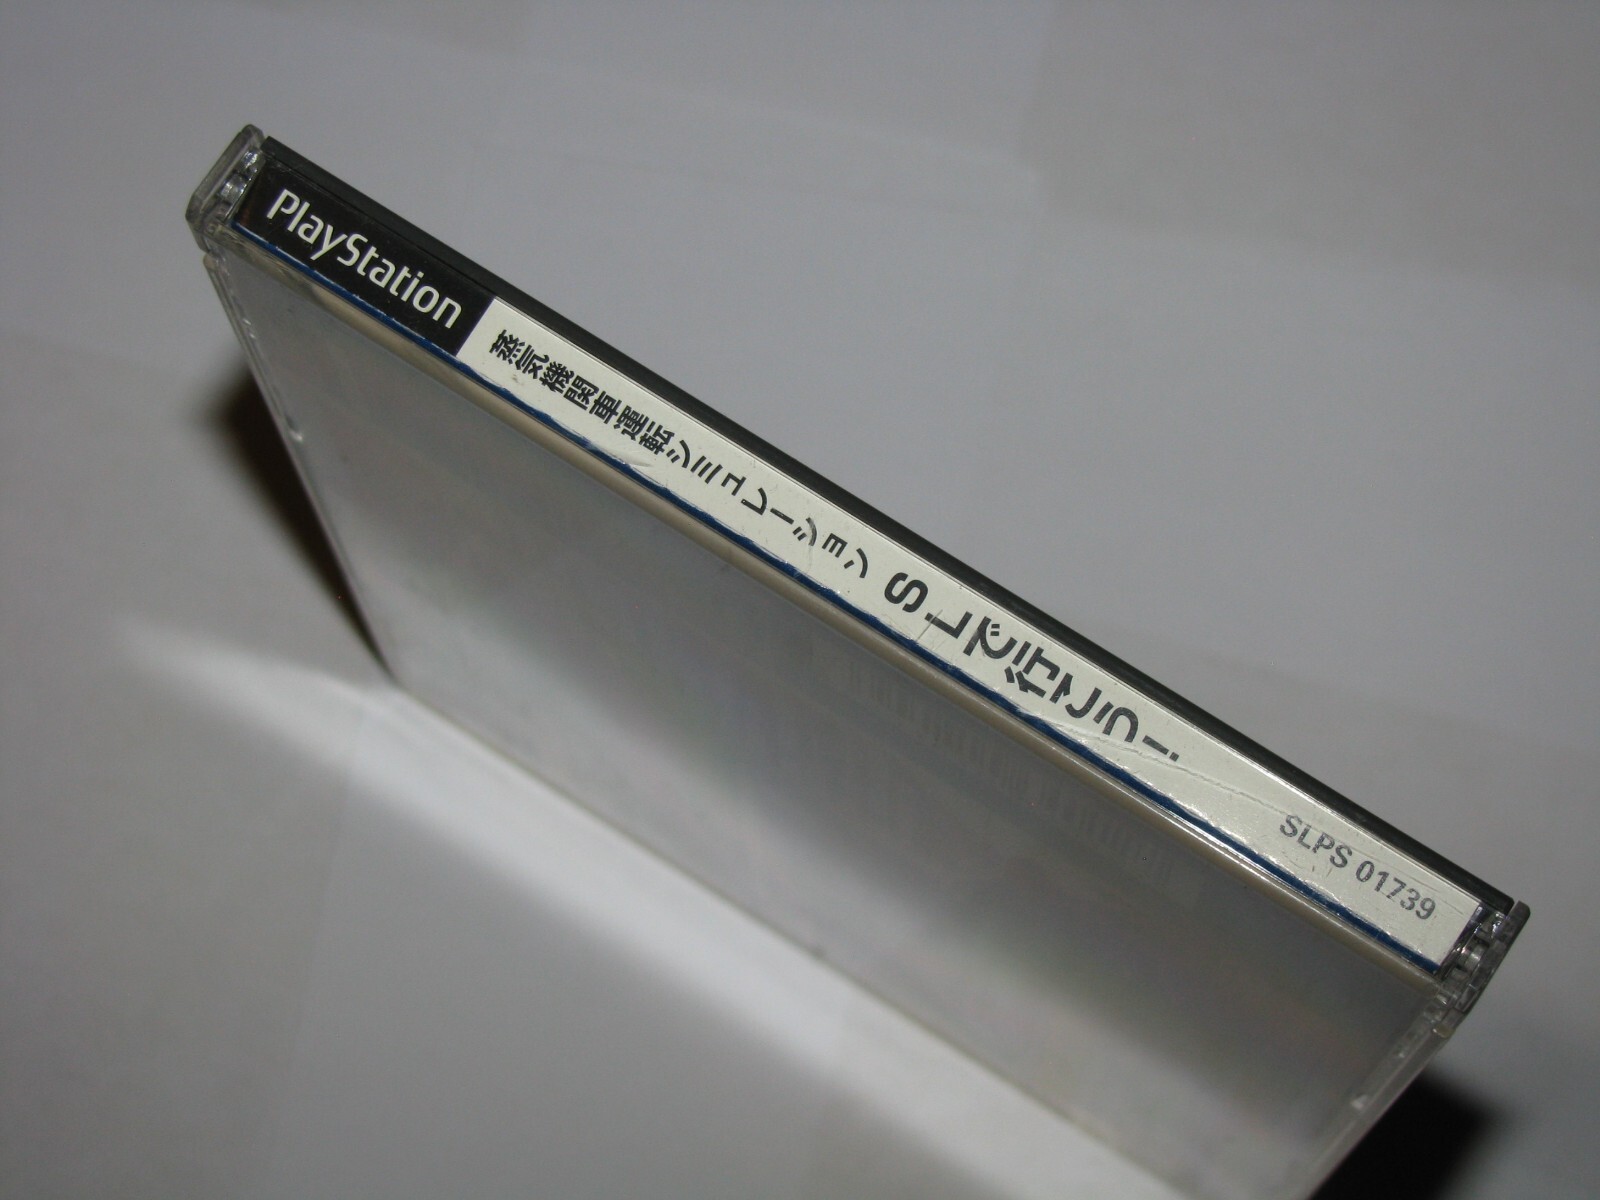 PlayStation
蒸気機関車運転シミュレーション SLで行こう!
SLPS 01739